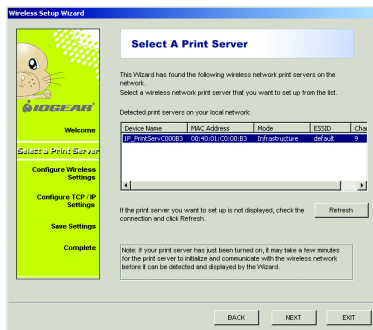 Wireless Setup Wizard
IOGEAR
Welcome
Select a Print Server
Configure Wireless
Settings
Configure TCP / IP
Settings
Save Settings
Complete
Select A Print Server
This Wizard has found the following wireless network print servers on the
network.
Select a wireless network print server that you want to set up from the list.
Detected print servers on your local network:
Device Name MAC Address Mode ESSID Chan
IP_PrintServC000B3 00:40:01:C0:00:B3 Infrastructure default 9
If the print server you want to set up is not displayed, check the
connection and click Refresh.
Refresh
Note: If your print server has just been turned on, it may take a few minutes
for the print server to initialize and communicate with the wireless network
before it can be detected and displayed by the Wizard.
BACK NEXT EXIT